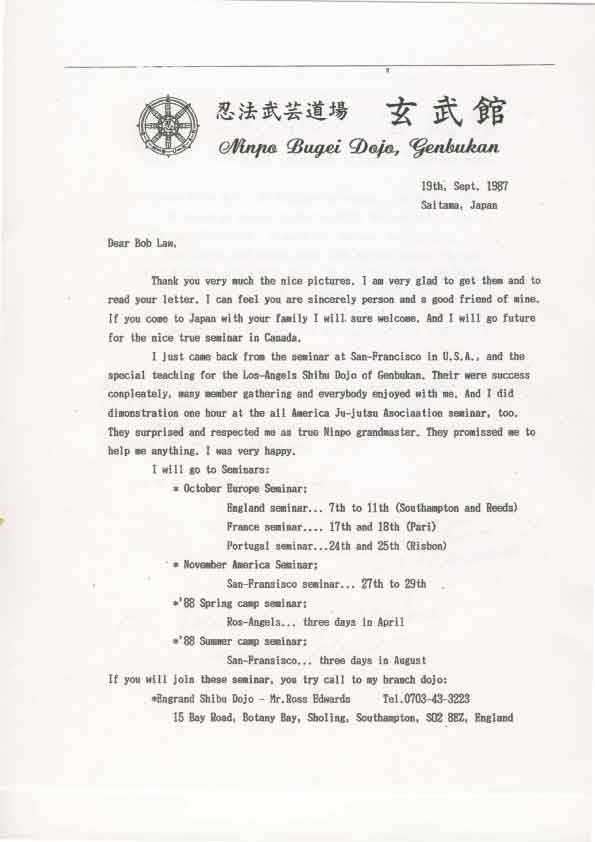 忍法武芸道場 玄武館
Ninpo Bugei Dojo, Genbukan
19th, Sept. 1987
Saitama, Japan
Dear Bob Law,
Thank you very much the nice pictures. I am very glad to get them and to
read your letter. I can feel you are sincerely person and a good friend of mine.
If you come to Japan with your family I will sure welcome. And I will go future
for the nice true seminar in Canada.
I just came back from the seminar at San-Francisco in U.S.A., and the
special teaching for the Los-Angels Shibu Dojo of Genbukan. Their were success
conpleately, many member gathering and everybody enjoyed with me. And I did
dimonstration one hour at the all America Ju-jutsu Asociaation seminar, too.
They surprised and respected me as true Ninpo grandmaster. They promissed me to
help me anything. I was very happy.
I will go to Seminars:
* October Europe Seminar;
England seminar... 7th to 11th (Southampton and Reeds)
France seminar.... 17th and 18th (Pari)
Portugal seminar...24th and 25th (Risbon)
* November America Seminar;
San-Fransisco seminar... 27th to 29th
*'88 Spring camp seminar;
Ros-Angels... three days in April
*'88 Summer camp seminar;
San-Fransisco... three days in August
If you will join these seminar, you try call to my branch dojo:
*Engrand Shibu Dojo - Mr.Ross Edwards Tel.0703-43-3223
15 Bay Road, Botany Bay, Sholing, Southampton, SO2 8EZ, England